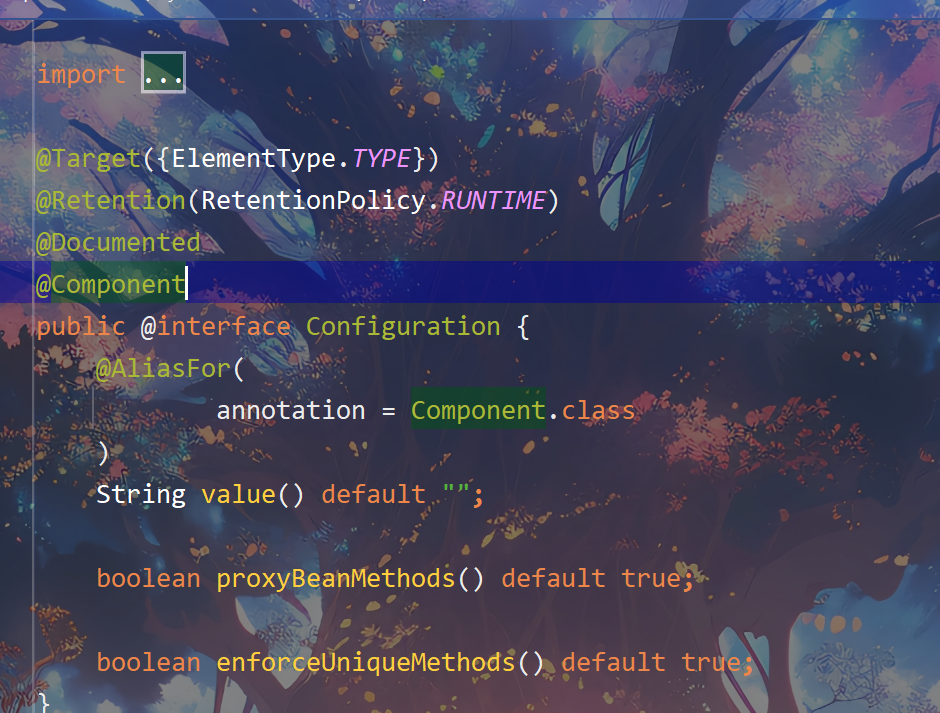 import ...
@Target({ElementType.TYPE})
@Retention(RetentionPolicy.RUNTIME)
@Documented
@Component
public @interface Configuration {
    @AliasFor(
            annotation = Component.class
    )
    String value() default "";
    boolean proxyBeanMethods() default true;
    boolean enforceUniqueMethods() default true;
}